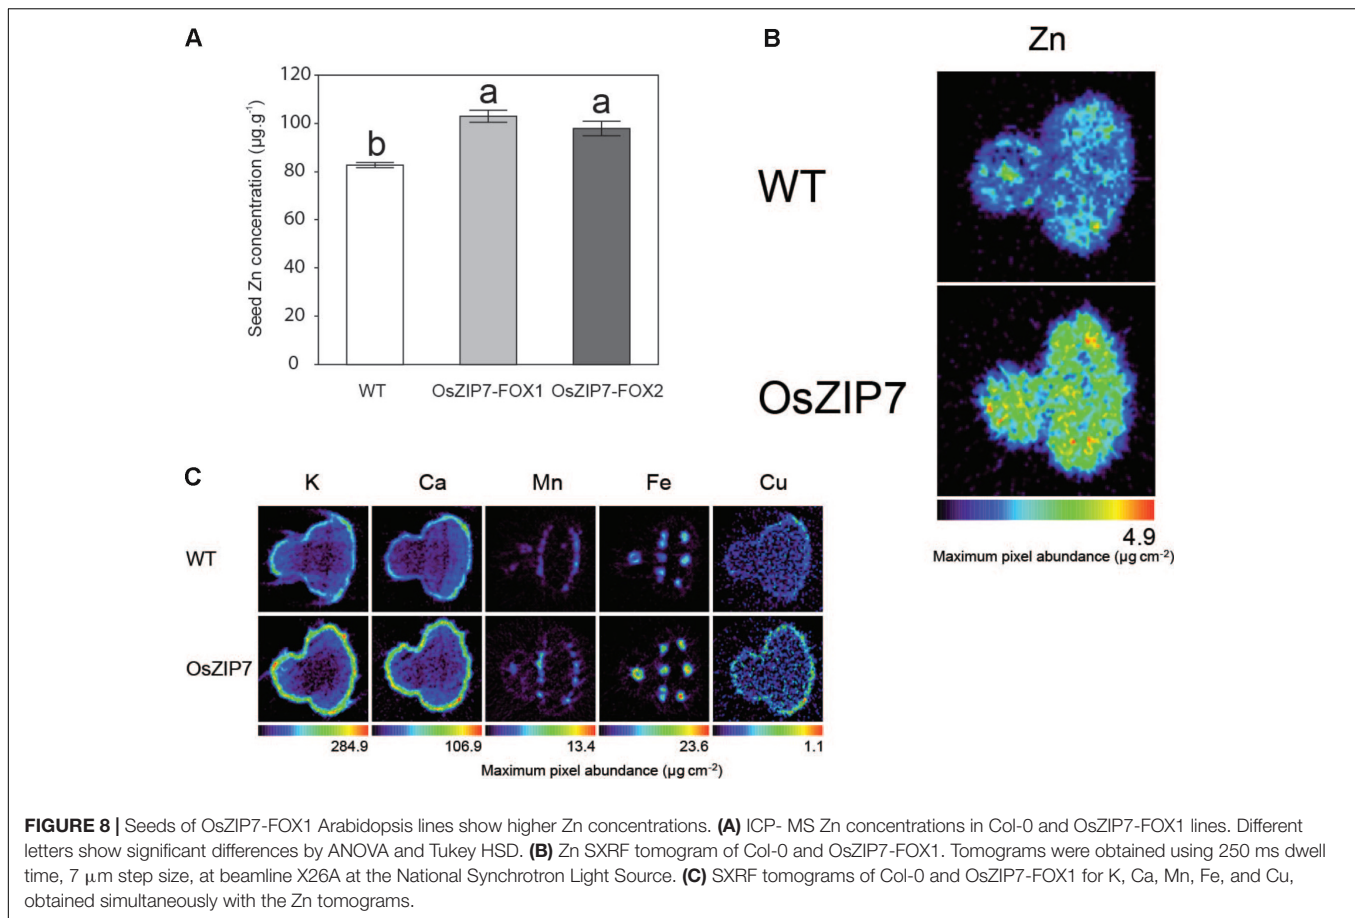 A
B
Zn
120
100
80
60
40
20
0
Seed Zn concentration (µg.g⁻¹)
b
a
a
WT
OsZIP7-FOX1
OsZIP7-FOX2
WT
OsZIP7
4.9
Maximum pixel abundance (µg cm⁻²)
C
K
Ca
Mn
Fe
Cu
WT
OsZIP7
284.9
106.9
13.4
23.6
1.1
Maximum pixel abundance (µg cm⁻²)
FIGURE 8 | Seeds of OsZIP7-FOX1 Arabidopsis lines show higher Zn concentrations. (A) ICP- MS Zn concentrations in Col-0 and OsZIP7-FOX1 lines. Different
letters show significant differences by ANOVA and Tukey HSD. (B) Zn SXRF tomogram of Col-0 and OsZIP7-FOX1. Tomograms were obtained using 250 ms dwell
time, 7 µm step size, at beamline X26A at the National Synchrotron Light Source. (C) SXRF tomograms of Col-0 and OsZIP7-FOX1 for K, Ca, Mn, Fe, and Cu,
obtained simultaneously with the Zn tomograms.